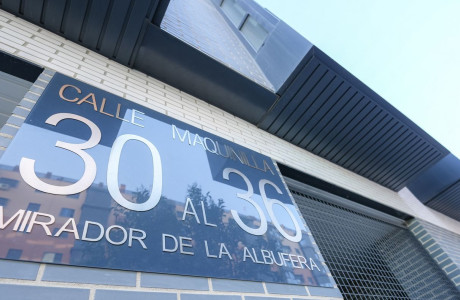 CALLE MAQUINILLA
30 AL 36
MIRADOR DE LA ALBUFERA